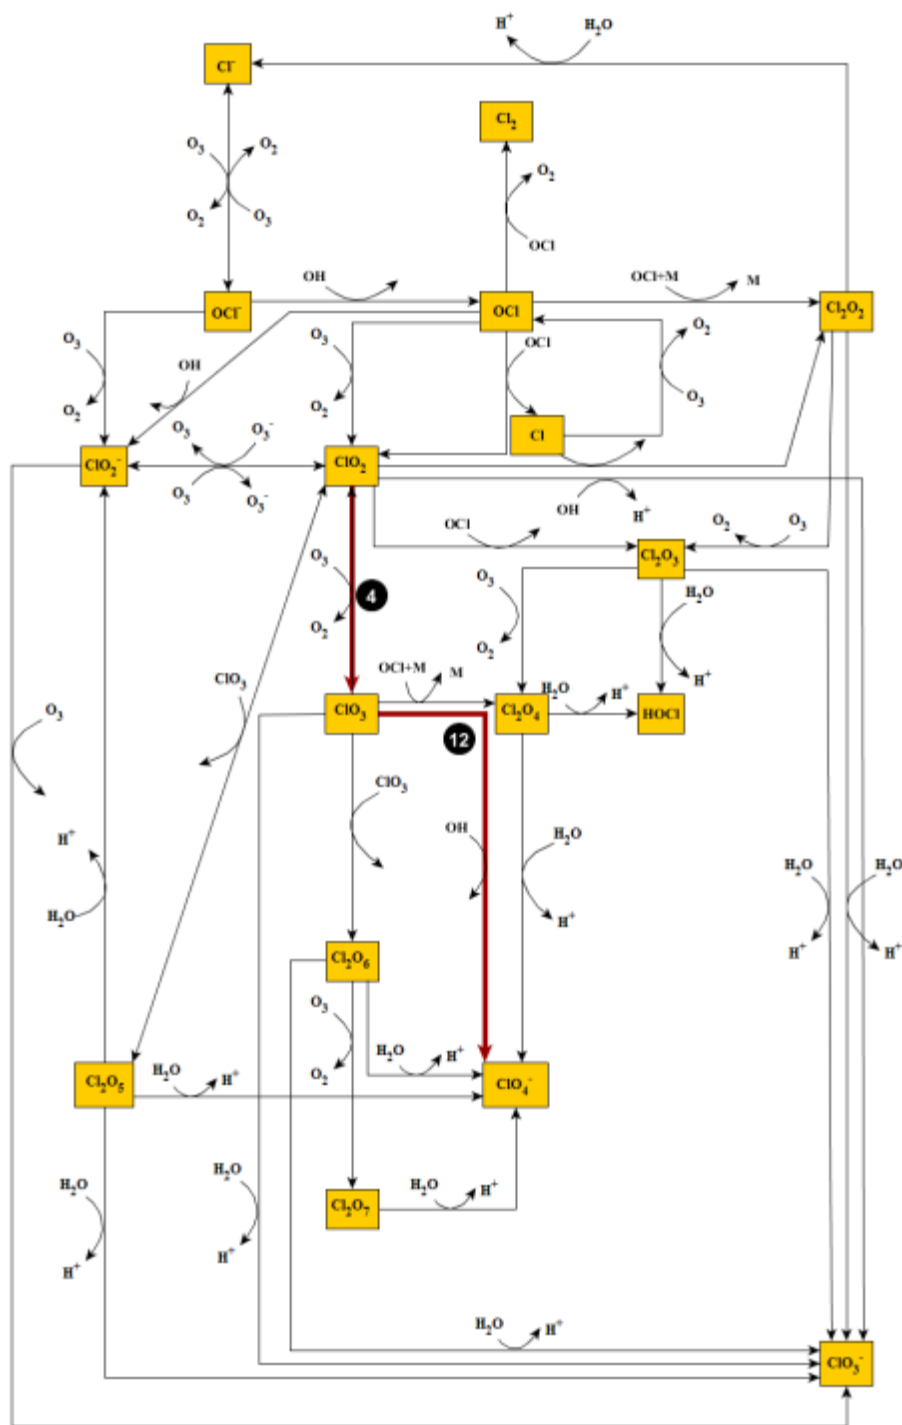 H⁺ H₂O
Cl⁻
Cl₂
O₃ O₂
O₂
O₂ O₃
OCl
OH OCl+M M
OCl⁻ OCl Cl₂O₂
O₃ O₃ OCl O₂
OH
O₂ O₂ O₃
Cl
O₃ O₃⁻
ClO₂⁻ ClO₂
O₃ O₃⁻
OH H⁺
OCl O₂ O₃
Cl₂O₃
O₃ O₃ H₂O
4
O₂ O₂ H⁺
OCl+M M
ClO₃ H₂O H⁺
ClO₃ Cl₂O₄ HOCl
O₃ 12
ClO₃
H⁺ OH H₂O
H₂O H₂O
H₂O H⁺ H⁺ H⁺
Cl₂O₆
O₃
H₂O H⁺
O₂
H₂O H⁺
Cl₂O₅ ClO₄⁻
H₂O H₂O H₂O H⁺
Cl₂O₇
H⁺ H⁺
H₂O H⁺
ClO₃⁻